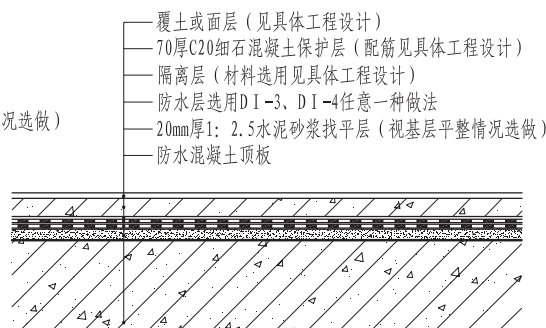 覆土或面层（见具体工程设计）
70厚C20细石混凝土保护层（配筋见具体工程设计）
隔离层（材料选用见具体工程设计）
防水层选用DⅠ-3、DⅠ-4任意一种做法
况选做）
20mm厚1：2.5水泥砂浆找平层（视基层平整情况选做）
防水混凝土顶板